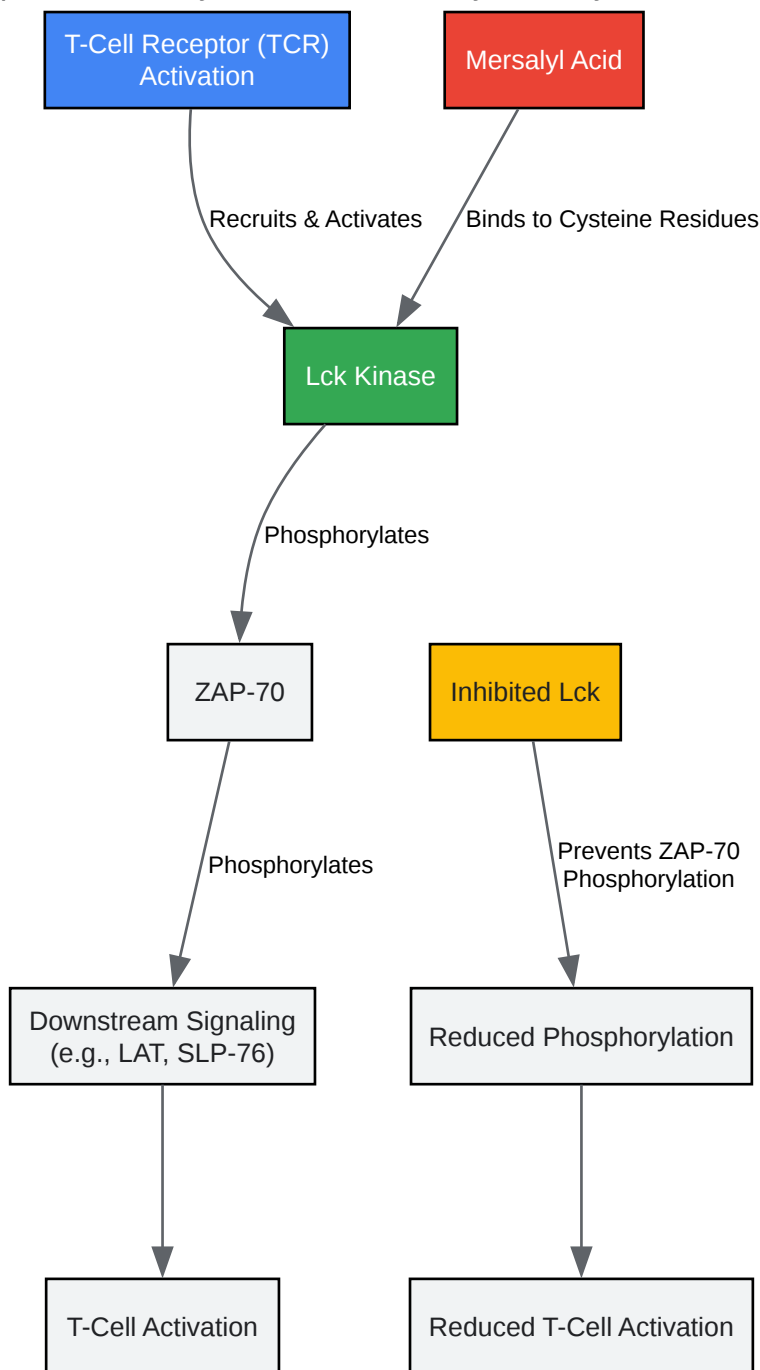 T-Cell Receptor (TCR)
Activation
Mersalyl Acid
Recruits & Activates
Binds to Cysteine Residues
Lck Kinase
Phosphorylates
ZAP-70
Inhibited Lck
Phosphorylates
Prevents ZAP-70
Phosphorylation
Downstream Signaling
(e.g., LAT, SLP-76)
Reduced Phosphorylation
T-Cell Activation
Reduced T-Cell Activation